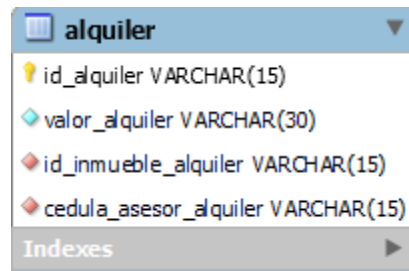 alquiler
id_alquiler VARCHAR(15)
valor_alquiler VARCHAR(30)
id_inmueble_alquiler VARCHAR(15)
cedula_asesor_alquiler VARCHAR(15)
Indexes